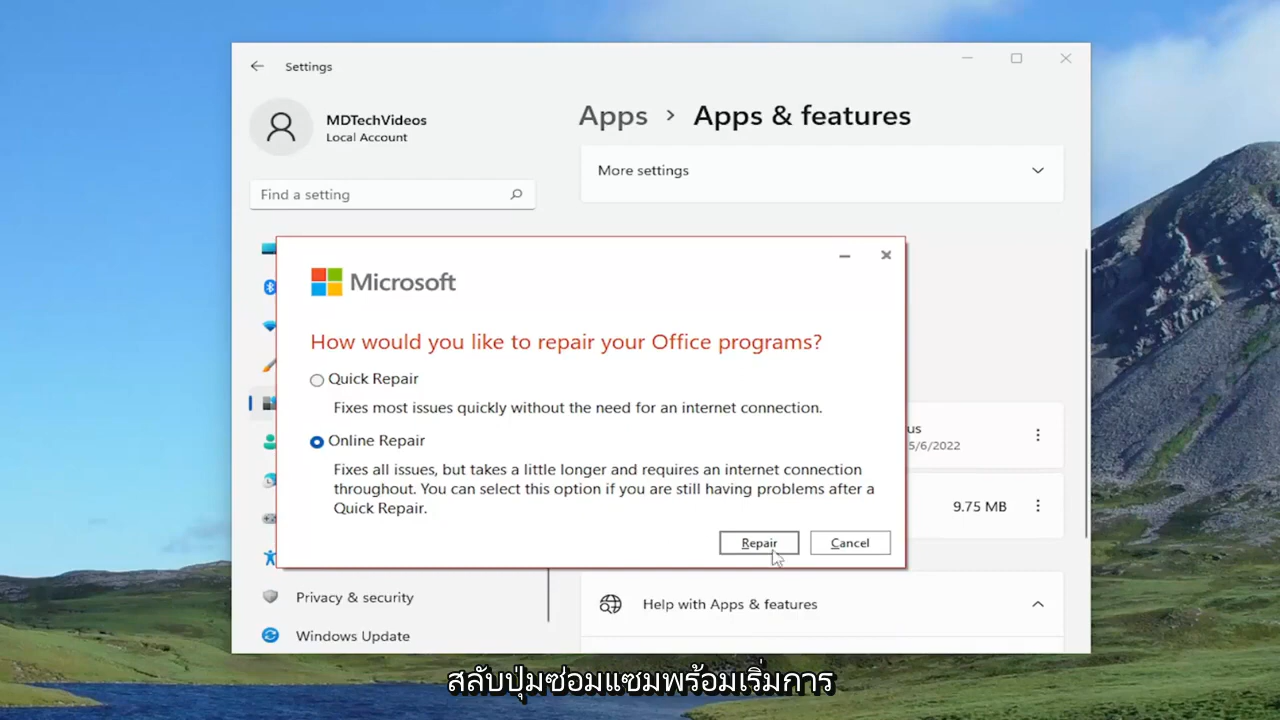 Settings
MDTechVideos
Local Account
Find a setting
Apps > Apps & features
More settings
Microsoft
How would you like to repair your Office programs?
Quick Repair
Fixes most issues quickly without the need for an internet connection.
Online Repair
Fixes all issues, but takes a little longer and requires an internet connection
throughout. You can select this option if you are still having problems after a
Quick Repair.
Repair
Cancel
us
5/6/2022
9.75 MB
Privacy & security
Windows Update
Help with Apps & features
สลับปุ่มซ่อมแซมพร้อมเริ่มการ